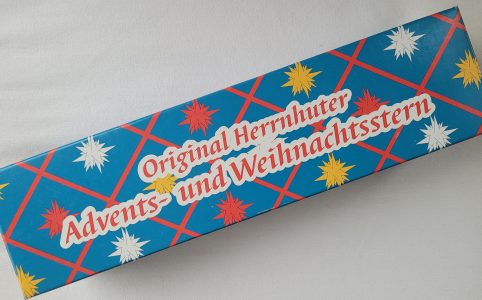 Original Herrnhuter
Advents- und Weihnachtsstern